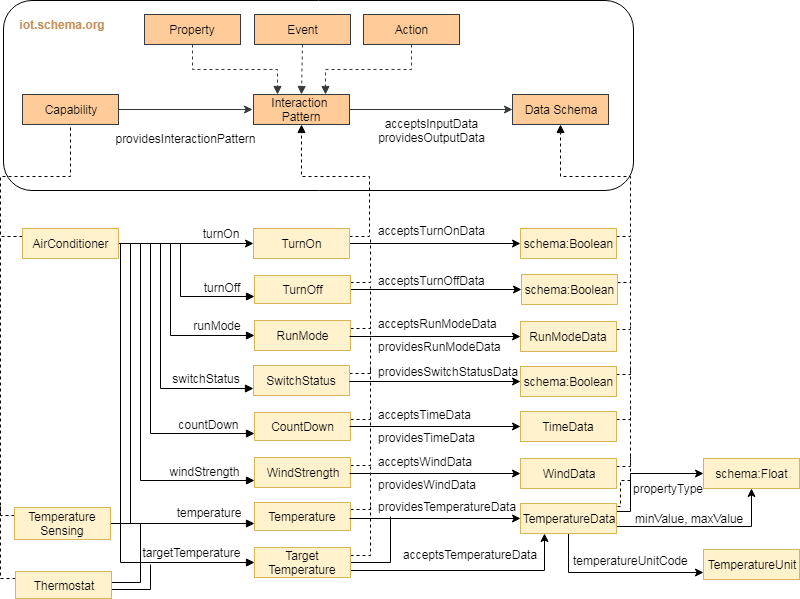 iot.schema.org
Property
Event
Action
Capability
Interaction
Pattern
Data Schema
providesInteractionPattern
acceptsInputData
providesOutputData
AirConditioner
turnOn
TurnOn
acceptsTurnOnData
schema:Boolean
turnOff
TurnOff
acceptsTurnOffData
schema:Boolean
runMode
RunMode
acceptsRunModeData
providesRunModeData
RunModeData
switchStatus
SwitchStatus
providesSwitchStatusData
schema:Boolean
countDown
CountDown
acceptsTimeData
providesTimeData
TimeData
windStrength
WindStrength
acceptsWindData
providesWindData
WindData
schema:Float
propertyType
Temperature
Sensing
temperature
Temperature
providesTemperatureData
TemperatureData
minValue, maxValue
targetTemperature
Target
Temperature
acceptsTemperatureData
temperatureUnitCode
TemperatureUnit
Thermostat